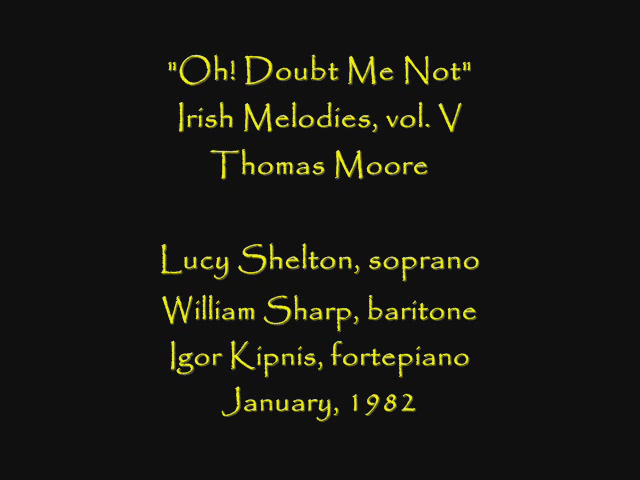 "Oh! Doubt Me Not"
Irish Melodies, vol. V
Thomas Moore
Lucy Shelton, soprano
William Sharp, baritone
Igor Kipnis, fortepiano
January, 1982